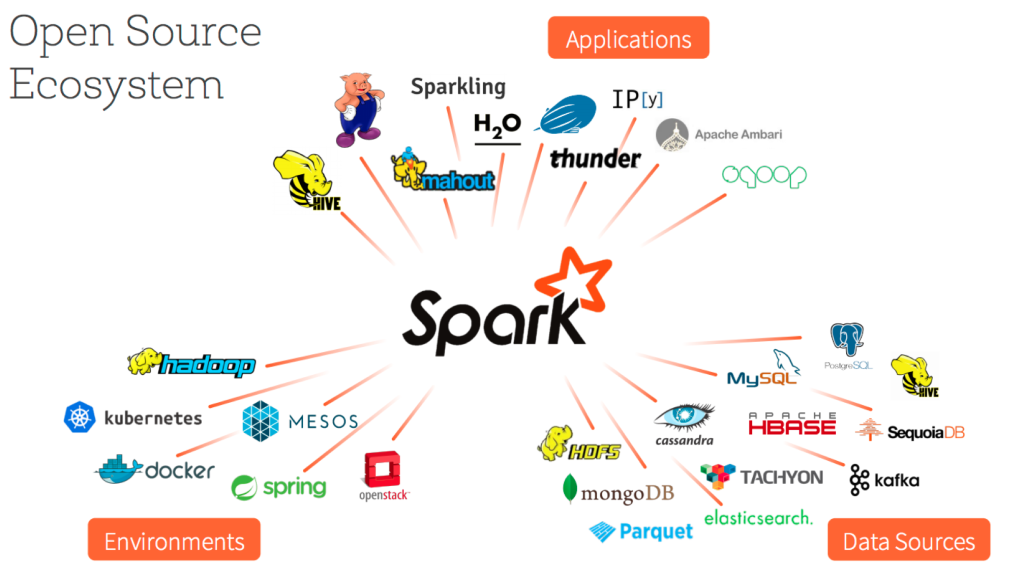 Open Source
Ecosystem
Applications
Sparkling
H2O
IP[y]
Apache Ambari
thunder
mahout
sqoop
HIVE
Spark
hadoop
PostgreSQL
MySQL
HIVE
kubernetes
MESOS
cassandra
APACHE
HBASE
SequoiaDB
HDFS
docker
spring
openstack
TACHYON
kafka
mongoDB
elasticsearch.
Parquet
Environments
Data Sources